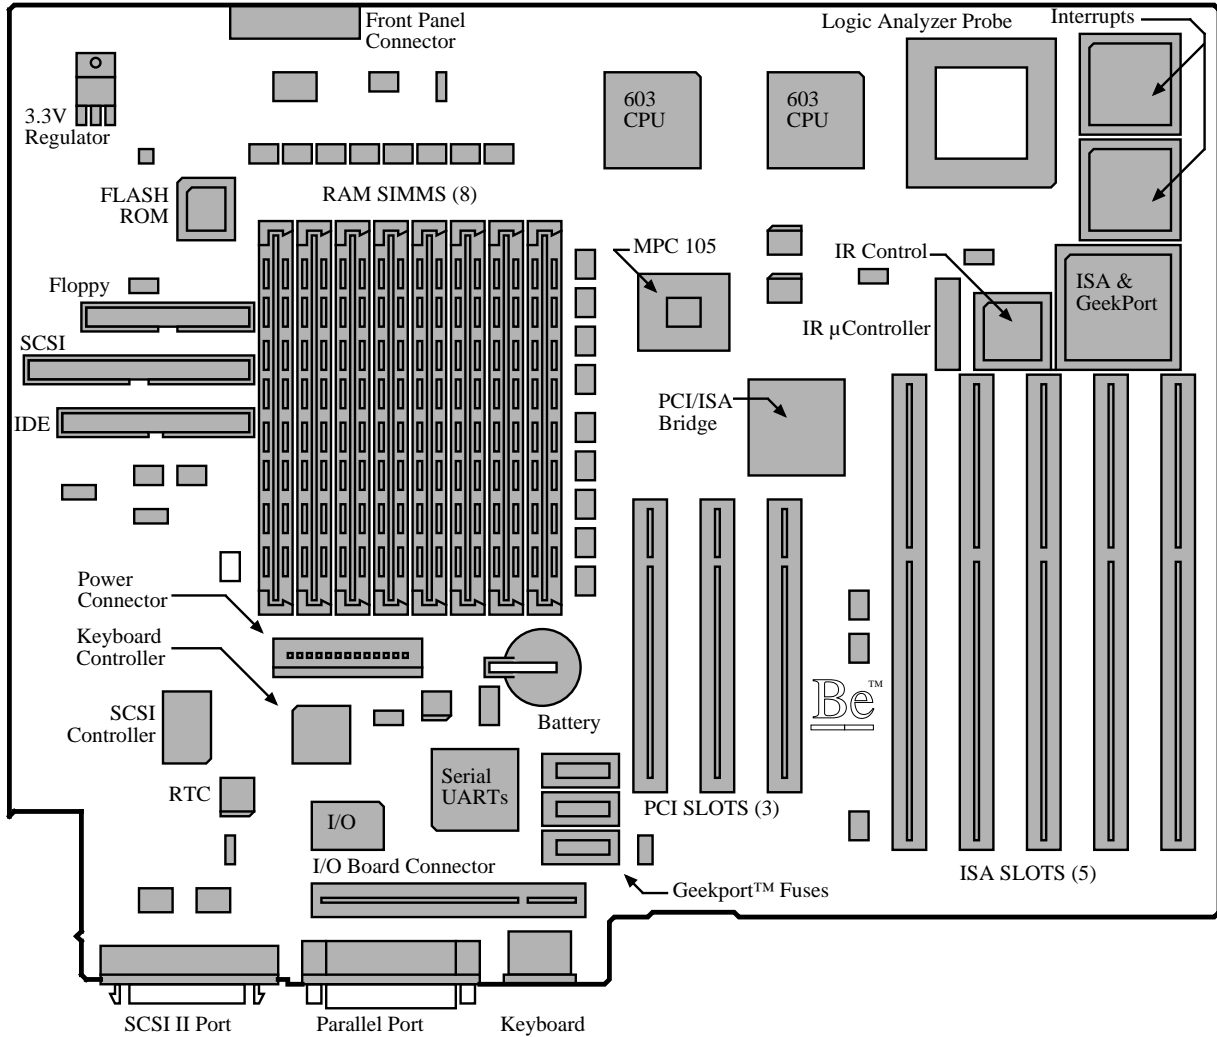 Front Panel
Connector
Logic Analyzer Probe
Interrupts
3.3V
Regulator
603
CPU
603
CPU
FLASH
ROM
RAM SIMMS (8)
MPC 105
IR Control
ISA &
GeekPort
Floppy
IR µController
SCSI
IDE
PCI/ISA
Bridge
Power
Connector
Keyboard
Controller
Be™
SCSI
Controller
Battery
RTC
Serial
UARTs
PCI SLOTS (3)
I/O
I/O Board Connector
ISA SLOTS (5)
Geekport™ Fuses
SCSI II Port
Parallel Port
Keyboard